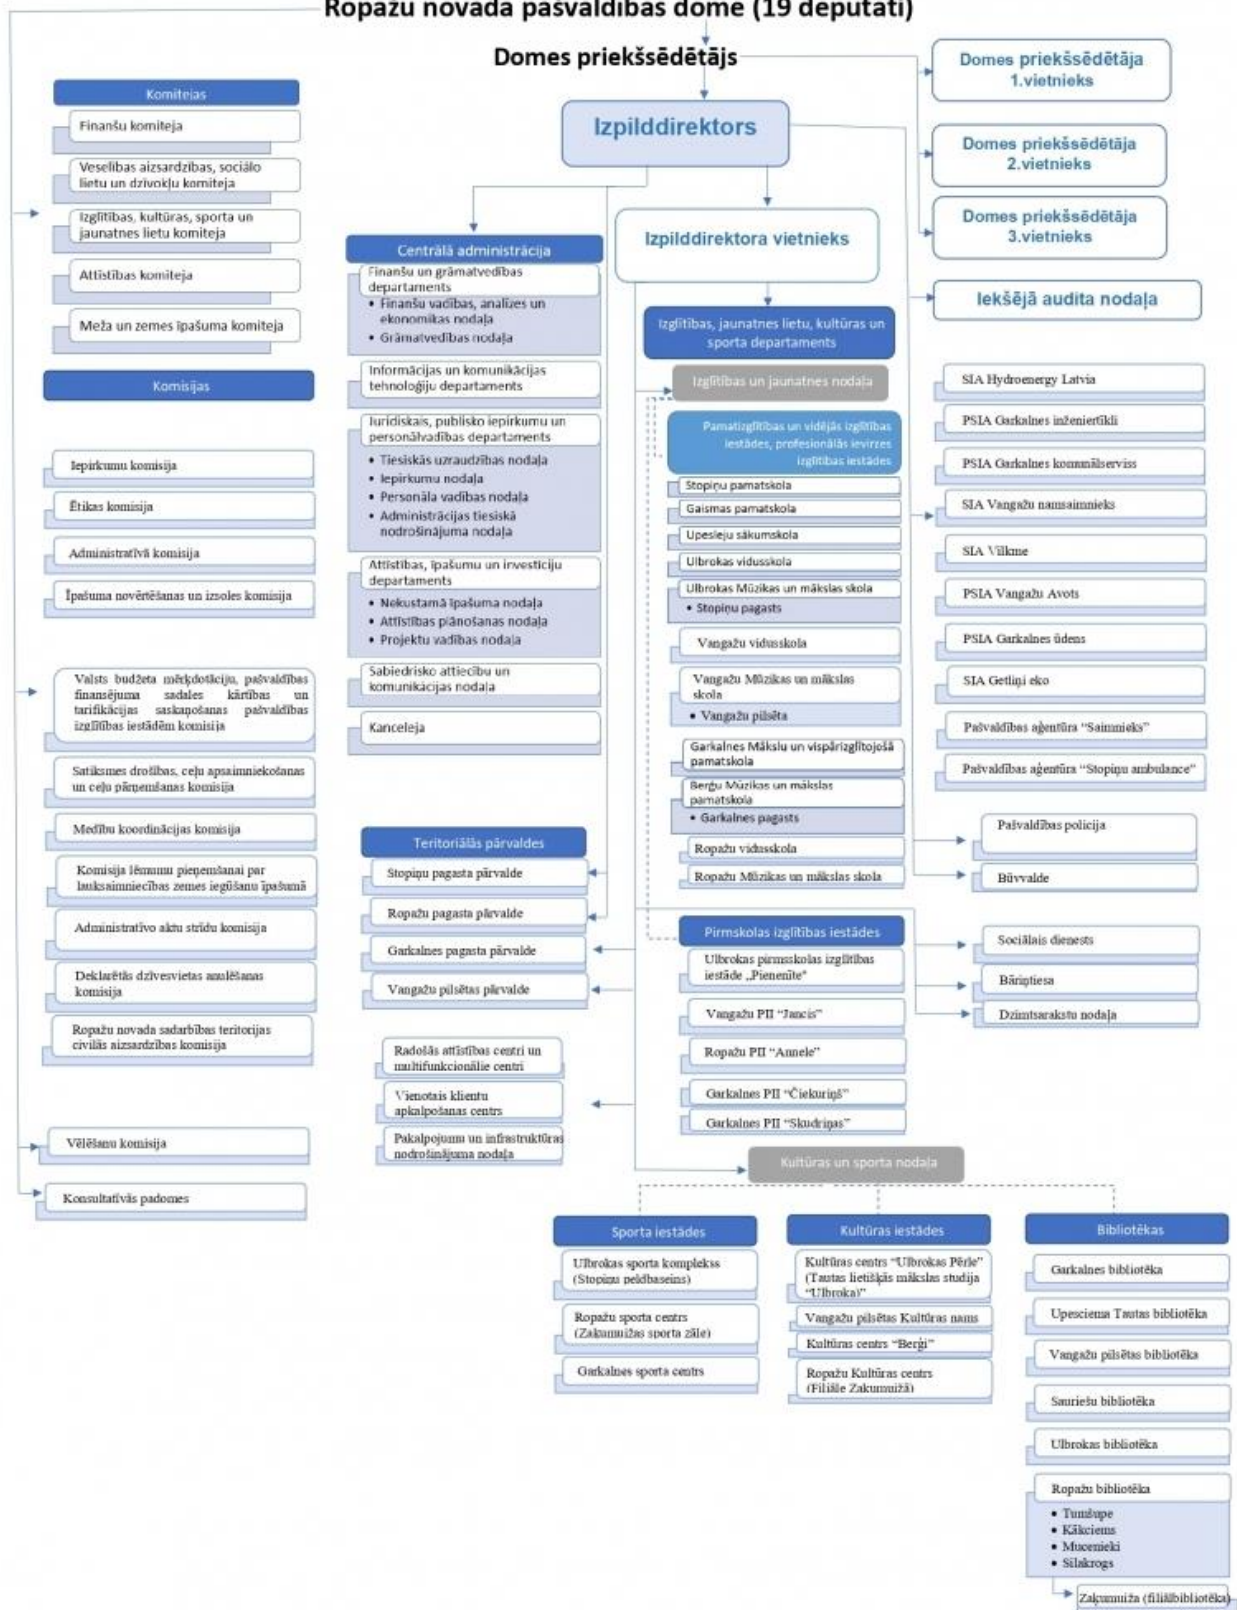 Ropažu novada pašvaldības dome (19 deputāti)
Domes priekšsēdētājs
Domes priekšsēdētāja
1.vietnieks
Domes priekšsēdētāja
2.vietnieks
Domes priekšsēdētāja
3.vietnieks
Iekšējā audita nodaļa
Izpilddirektors
Izpilddirektora vietnieks
Komitejas
Finanšu komiteja
Veselības aizsardzības, sociālo
lietu un dzīvokļu komiteja
Izglītības, kultūras, sporta un
jaunatnes lietu komiteja
Attīstības komiteja
Meža un zemes īpašuma komiteja
Komisijas
Iepirkumu komisija
Ētikas komisija
Administratīvā komisija
Īpašuma novērtēšanas un izsoles komisija
Valsts budžeta mērķdotāciju, pašvaldības
finansējuma sadales kārtības un
tarifikācijas saskaņošanas pašvaldības
izglītības iestādēm komisija
Satiksmes drošības, ceļu apsaimniekošanas
un ceļu pārņemšanas komisija
Medību koordinācijas komisija
Komisija lēmumu pieņemšanai par
lauksaimniecības zemes iegūšanu īpašumā
Administratīvo aktu strīdu komisija
Deklarētās dzīvesvietas anulēšanas
komisija
Ropažu novada sadarbības teritorijas
civilās aizsardzības komisija
Vēlēšanu komisija
Konsultatīvās padomes
Centrālā administrācija
Finanšu un grāmatvedības
departaments
• Finanšu vadības, analīzes un
ekonomikas nodaļa
• Grāmatvedības nodaļa
Informācijas un komunikācijas
tehnoloģiju departaments
Juridiskais, publisko iepirkumu un
personālvadības departaments
• Tiesiskās uzraudzības nodaļa
• Iepirkumu nodaļa
• Personāla vadības nodaļa
• Administrācijas tiesiskā
nodrošinājuma nodaļa
Attīstības, īpašumu un investīciju
departaments
• Nekustamā īpašuma nodaļa
• Attīstības plānošanas nodaļa
• Projektu vadības nodaļa
Sabiedrisko attiecību un
komunikācijas nodaļa
Kanceleja
Teritoriālās pārvaldes
Stopiņu pagasta pārvalde
Ropažu pagasta pārvalde
Garkalnes pagasta pārvalde
Vangažu pilsētas pārvalde
Radošās attīstības centri un
multifunkcionālie centri
Vienotais klientu
apkalpošanas centrs
Pakalpojumu un infrastruktūras
nodrošinājuma nodaļa
Izglītības, jaunatnes lietu, kultūras un
sporta departaments
Izglītības un jaunatnes nodaļa
Pamatizglītības un vidējās izglītības
iestādes, profesionālās ievirzes
izglītības iestādes
Stopiņu pamatskola
Gaismas pamatskola
Upesleju sākumskola
Ulbrokas vidusskola
Ulbrokas Mūzikas un mākslas skola
• Stopiņu pagasts
Vangažu vidusskola
Vangažu Mūzikas un mākslas
skola
• Vangažu pilsēta
Garkalnes Mākslu un vispārizglītojošā
pamatskola
Berģu Mūzikas un mākslas
pamatskola
• Garkalnes pagasts
Ropažu vidusskola
Ropažu Mūzikas un mākslas skola
Pirmskolas izglītības iestādes
Ulbrokas pirmsskolas izglītības
iestāde „Pienenīte"
Vangažu PII “Jancis”
Ropažu PII “Annele”
Garkalnes PII “Čiekuriņš”
Garkalnes PII “Skudriņas”
SIA Hydroenergy Latvia
PSIA Garkalnes inženiertīkli
PSIA Garkalnes komunālserviss
SIA Vangažu namsaimnieks
SIA Vilkme
PSIA Vangažu Avots
PSIA Garkalnes ūdens
SIA Getliņi eko
Pašvaldības aģentūra “Saimnieks”
Pašvaldības aģentūra “Stopiņu ambulance”
Pašvaldības policija
Būvvalde
Sociālais dienests
Bāriņtiesa
Dzimtsarakstu nodaļa
Kultūras un sporta nodaļa
Sporta iestādes
Ulbrokas sporta komplekss
(Stopiņu peldbaseins)
Ropažu sporta centrs
(Zaķumuižas sporta zāle)
Garkalnes sporta centrs
Kultūras iestādes
Kultūras centrs “Ulbrokas Pērle”
(Tautas lietišķās mākslas studija
“Ulbroka)”
Vangažu pilsētas Kultūras nams
Kultūras centrs “Berģi”
Ropažu Kultūras centrs
(Filiāle Zaķumuižā)
Bibliotēkas
Garkalnes bibliotēka
Upesciema Tautas bibliotēka
Vangažu pilsētas bibliotēka
Sauriešu bibliotēka
Ulbrokas bibliotēka
Ropažu bibliotēka
• Tumšupe
• Kākciems
• Mucenieki
• Silakrogs
Zaķumuiža (filiālbibliotēka)